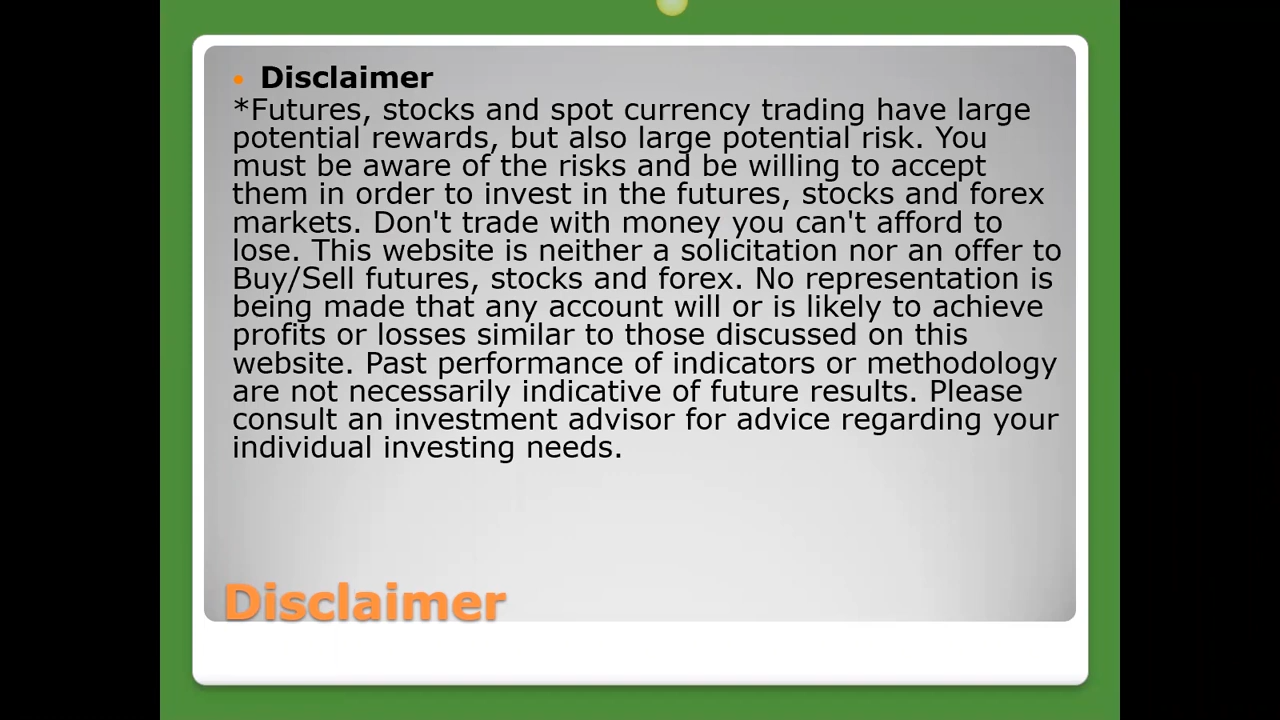 • Disclaimer
*Futures, stocks and spot currency trading have large
potential rewards, but also large potential risk. You
must be aware of the risks and be willing to accept
them in order to invest in the futures, stocks and forex
markets. Don't trade with money you can't afford to
lose. This website is neither a solicitation nor an offer to
Buy/Sell futures, stocks and forex. No representation is
being made that any account will or is likely to achieve
profits or losses similar to those discussed on this
website. Past performance of indicators or methodology
are not necessarily indicative of future results. Please
consult an investment advisor for advice regarding your
individual investing needs.
Disclaimer